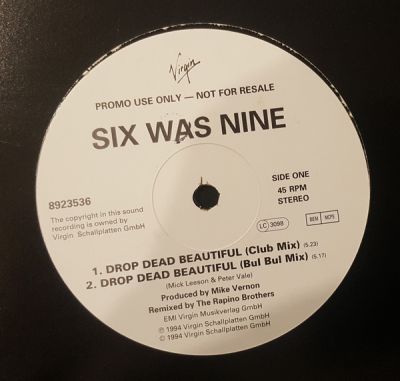 Virgin
PROMO USE ONLY — NOT FOR RESALE
SIX WAS NINE
8923536
The copyright in this sound
recording is owned by
Virgin Schallplatten GmbH
SIDE ONE
45 RPM
STEREO
LC 3098
BIEM MCPS
1. DROP DEAD BEAUTIFUL (Club Mix) 5.23
2. DROP DEAD BEAUTIFUL (Bul Bul Mix) 5.17
(Mick Leeson & Peter Vale)
Produced by Mike Vernon
Remixed by The Rapino Brothers
EMI Virgin Musikverlag GmbH
℗ 1994 Virgin Schallplatten GmbH
© 1994 Virgin Schallplatten GmbH